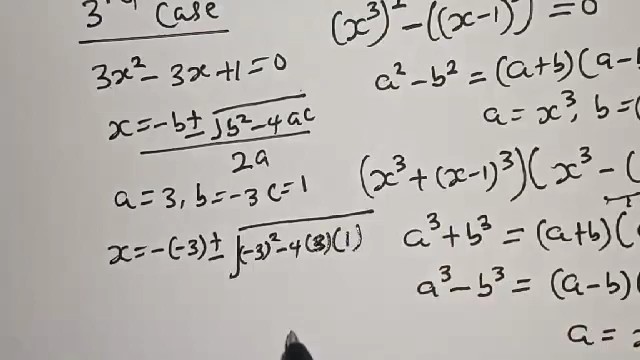 3rd Case
3x² - 3x + 1 = 0
x = -b ± √b² - 4ac
2a
a = 3, b = -3 c = 1
x = -(-3) ± √(-3)² - 4(3)(1)
(x³)² - ((x-1)³) = 0
a² - b² = (a+b)(a-
a = x³, b = (
(x³ + (x-1)³)(x³ - (
a³ + b³ = (a+b)(
a³ - b³ = (a-b)(
a =